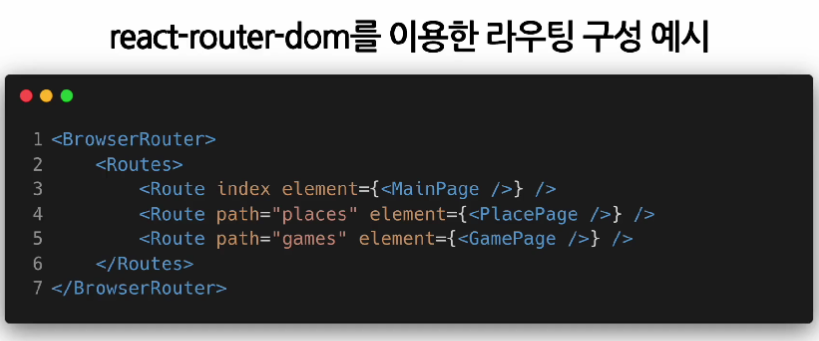 react-router-dom를 이용한 라우팅 구성 예시
1 <BrowserRouter>
2     <Routes>
3         <Route index element={<MainPage />} />
4         <Route path="places" element={<PlacePage />} />
5         <Route path="games" element={<GamePage />} />
6     </Routes>
7 </BrowserRouter>